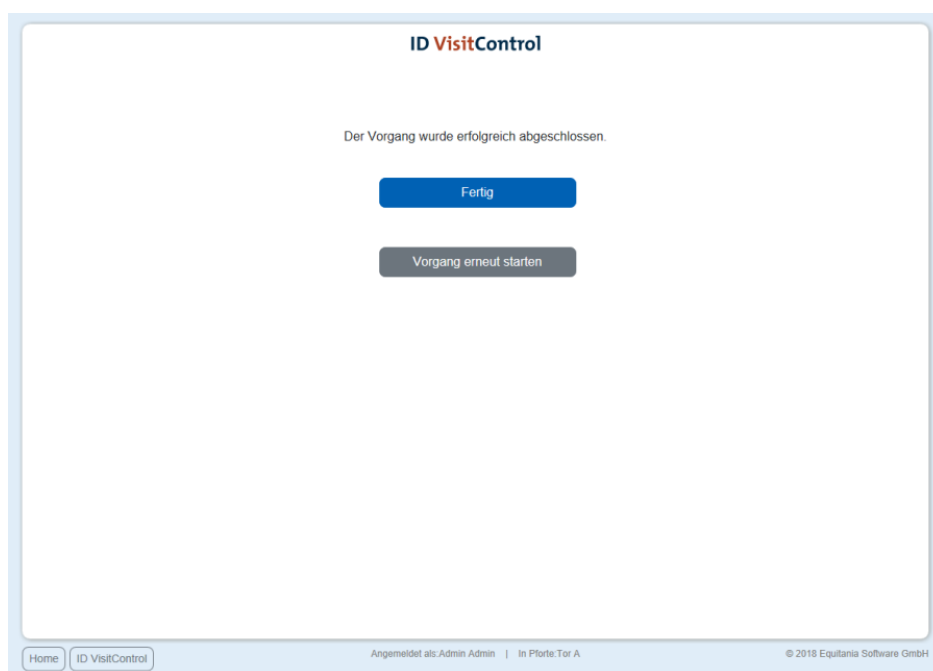 ID VisitControl
Der Vorgang wurde erfolgreich abgeschlossen.
Fertig
Vorgang erneut starten
Home ID VisitControl Angemeldet als:Admin Admin | In Pforte:Tor A © 2018 Equitania Software GmbH